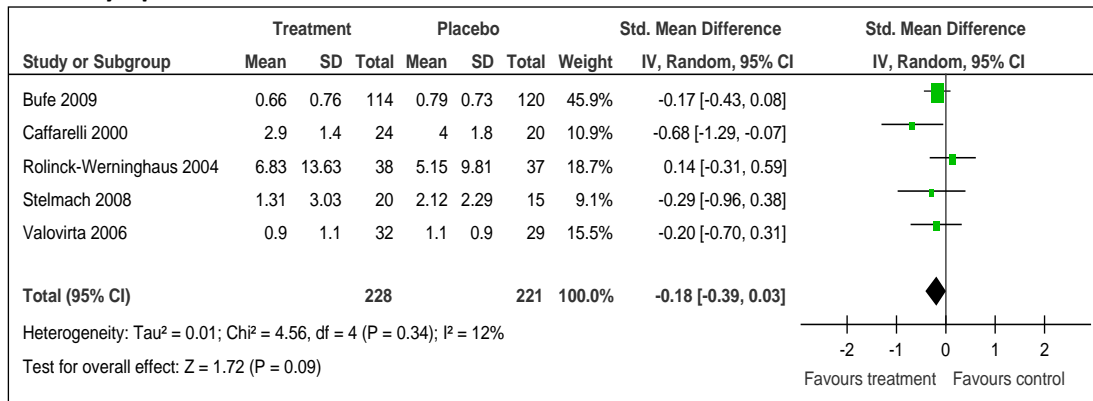 Treatment Placebo Std. Mean Difference Std. Mean Difference
Study or Subgroup Mean SD Total Mean SD Total Weight IV, Random, 95% CI IV, Random, 95% CI
Bufe 2009 0.66 0.76 114 0.79 0.73 120 45.9% -0.17 [-0.43, 0.08]
Caffarelli 2000 2.9 1.4 24 4 1.8 20 10.9% -0.68 [-1.29, -0.07]
Rolinck-Werninghaus 2004 6.83 13.63 38 5.15 9.81 37 18.7% 0.14 [-0.31, 0.59]
Stelmach 2008 1.31 3.03 20 2.12 2.29 15 9.1% -0.29 [-0.96, 0.38]
Valovirta 2006 0.9 1.1 32 1.1 0.9 29 15.5% -0.20 [-0.70, 0.31]
Total (95% CI) 228 221 100.0% -0.18 [-0.39, 0.03]
Heterogeneity: Tau² = 0.01; Chi² = 4.56, df = 4 (P = 0.34); I² = 12%
Test for overall effect: Z = 1.72 (P = 0.09)
-2 -1 0 1 2
Favours treatment Favours control